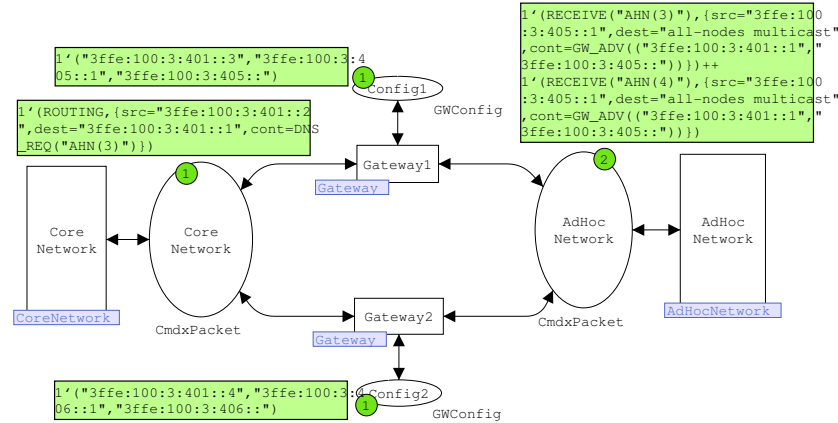 1`(RECEIVE("AHN(3)"),{src="3ffe:100
:3:405::1",dest="all-nodes multicast"
,cont=GW_ADV(("3ffe:100:3:401::1","
3ffe:100:3:405::"))})++
1`(RECEIVE("AHN(4)"),{src="3ffe:100
:3:405::1",dest="all-nodes multicast"
,cont=GW_ADV(("3ffe:100:3:401::1","
3ffe:100:3:405::"))})
1`("3ffe:100:3:401::3","3ffe:100:3:4
05::1","3ffe:100:3:405::")
1
Config1
GWConfig
1`(ROUTING,{src="3ffe:100:3:401::2
",dest="3ffe:100:3:401::1",cont=DNS
_REQ("AHN(3)")})
1
2
Gateway1
Gateway
Core
Network
Core
Network
AdHoc
Network
AdHoc
Network
CoreNetwork
CmdxPacket
Gateway2
Gateway
CmdxPacket
AdHocNetwork
1`("3ffe:100:3:401::4","3ffe:100:3:4
06::1","3ffe:100:3:406::")
1
Config2
GWConfig